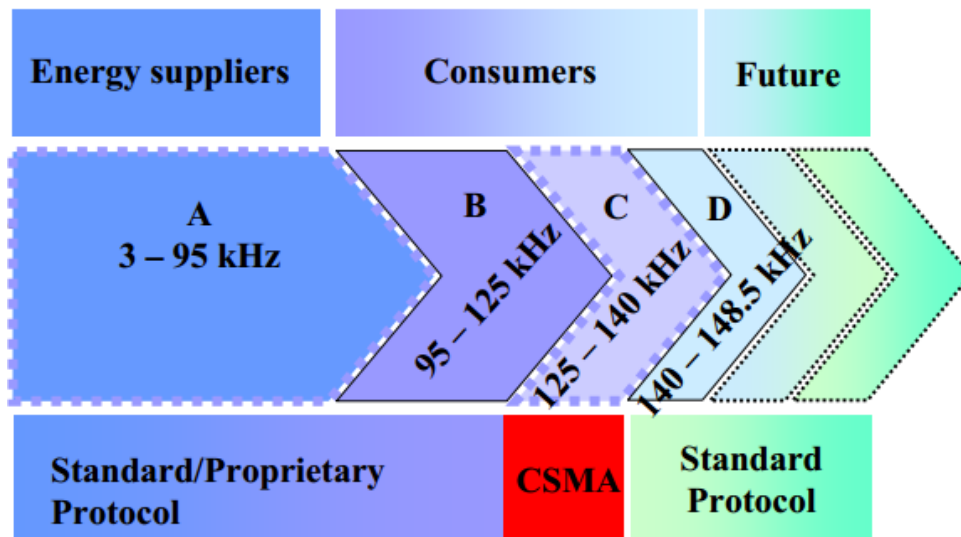 Energy suppliers
Consumers
Future
A
3 – 95 kHz
B
95 – 125 kHz
C
125 – 140 kHz
D
140 – 148.5 kHz
Standard/Proprietary
Protocol
CSMA
Standard
Protocol